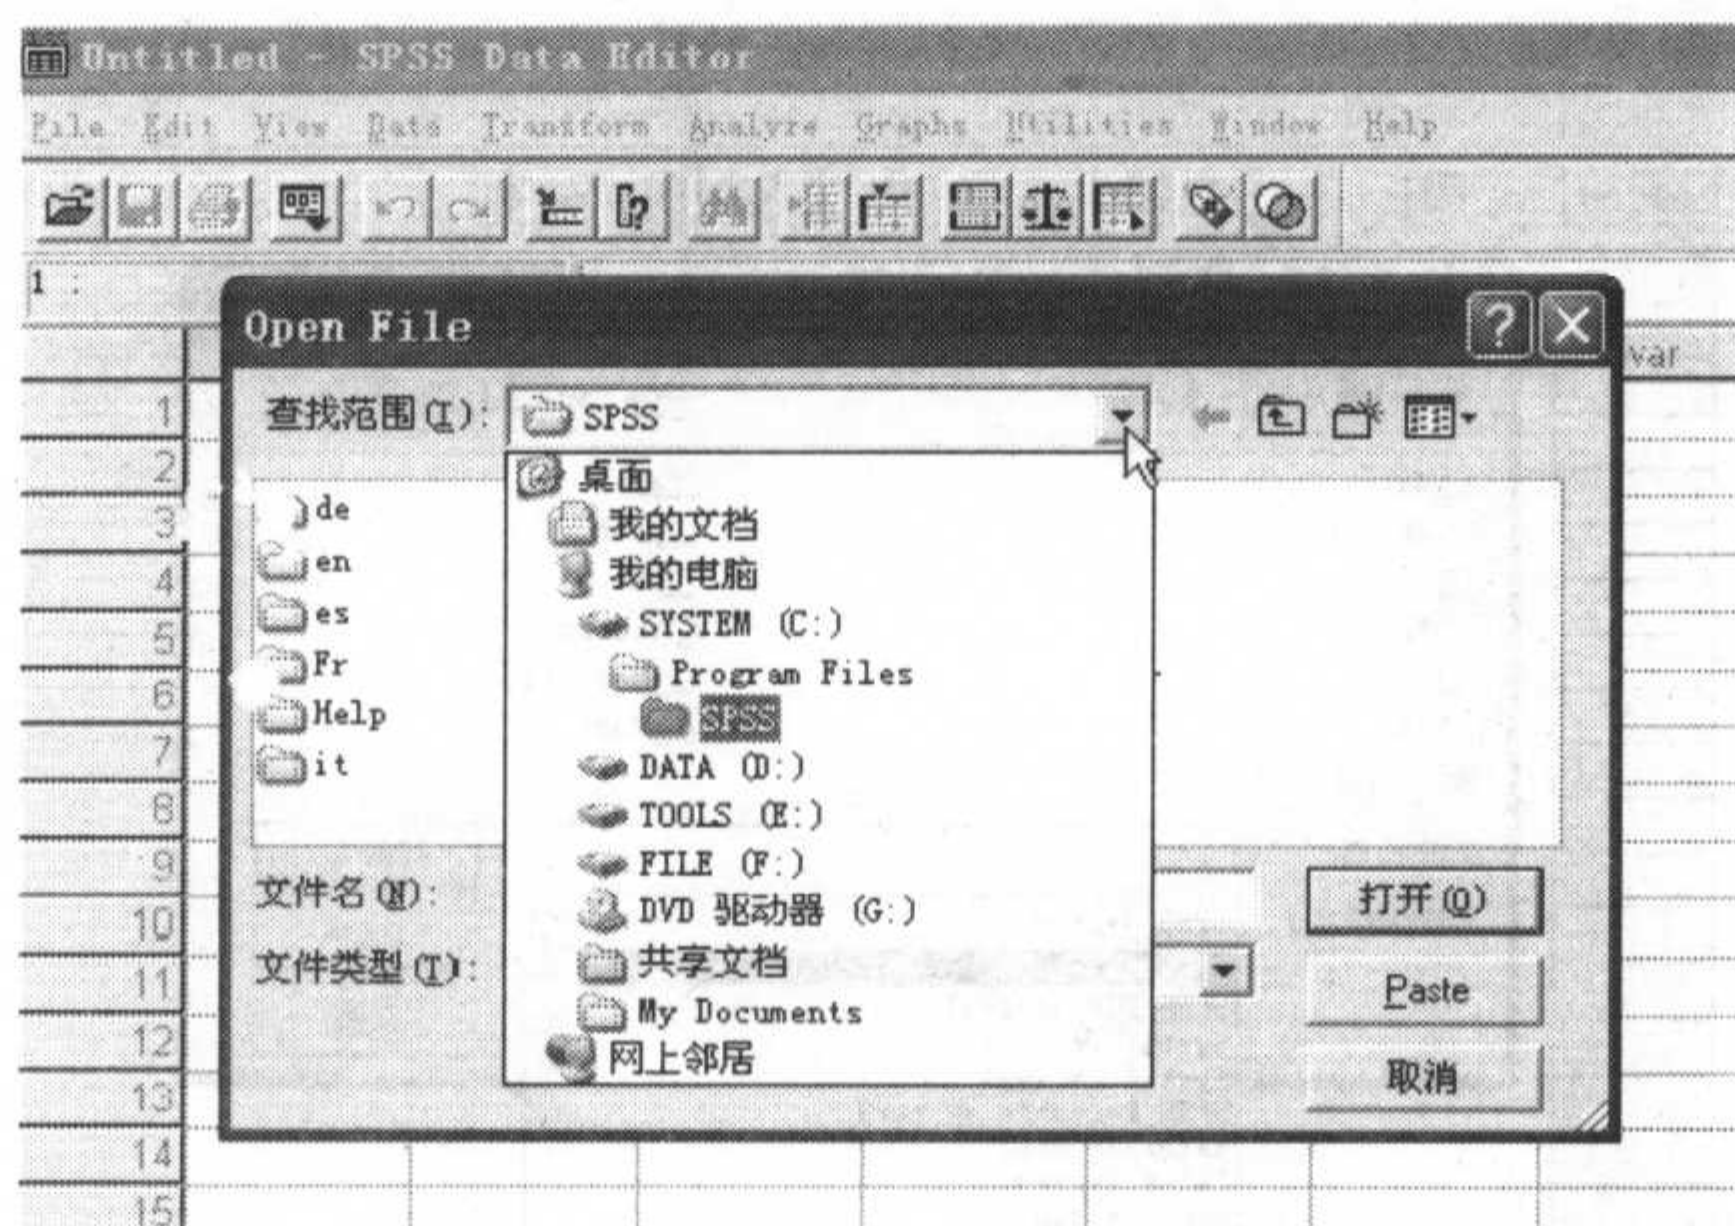 Untitled - SPSS Data Editor
File Edit View Data Transform Analyze Graphs Utilities Window Help
1 :
Open File
var
查找范围(I): SPSS
桌面
我的文档
我的电脑
SYSTEM (C:)
Program Files
SPSS
DATA (D:)
TOOLS (E:)
FILE (F:)
DVD 驱动器 (G:)
共享文档
My Documents
网上邻居
de
en
es
Fr
Help
it
文件名(N):
文件类型(T):
打开(O)
Paste
取消
1
2
3
4
5
6
7
8
9
10
11
12
13
14
15